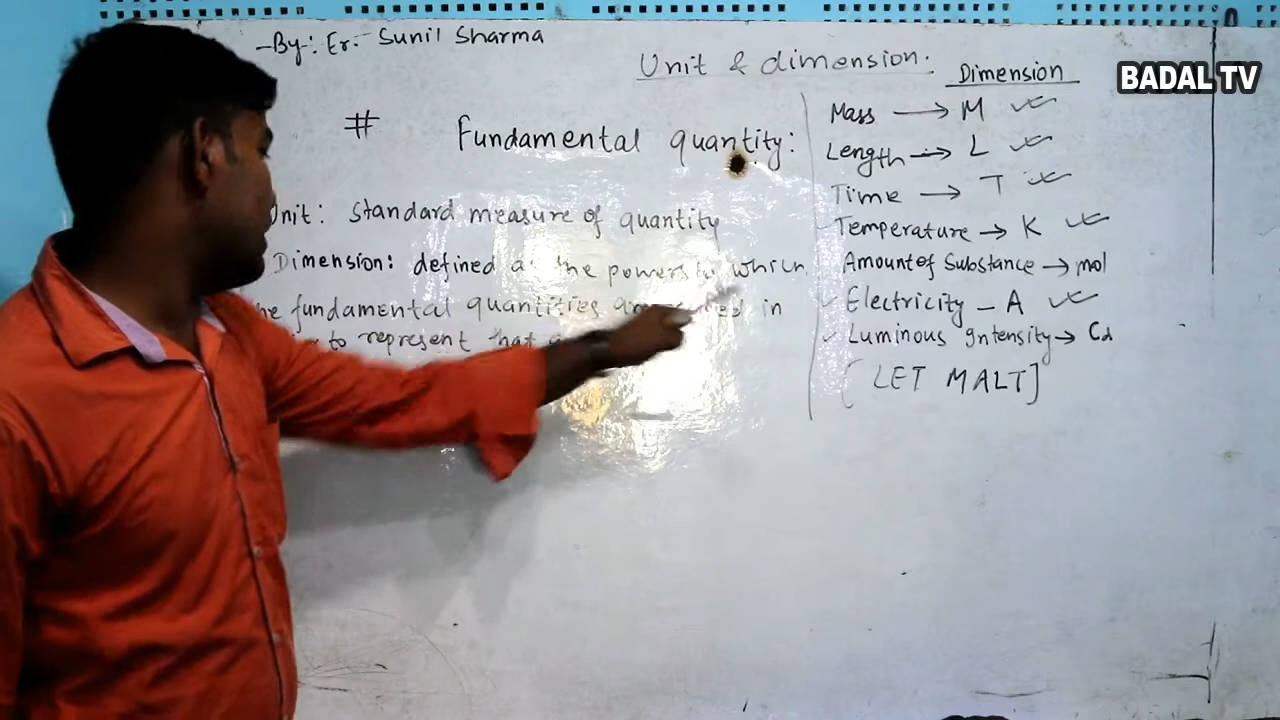 -By-: Er.- Sunil Sharma
Unit & dimension.
BADAL TV
# Fundamental quantity:
Unit: Standard measure of quantity
Dimension: defined as the powers to which
the fundamental quantities are in
to represent that
Dimension
Mass → M
Length → L
Time → T
Temperature → K
Amount of Substance → mol
Electricity - A
Luminous Intensity → Cd
[LET MALT]